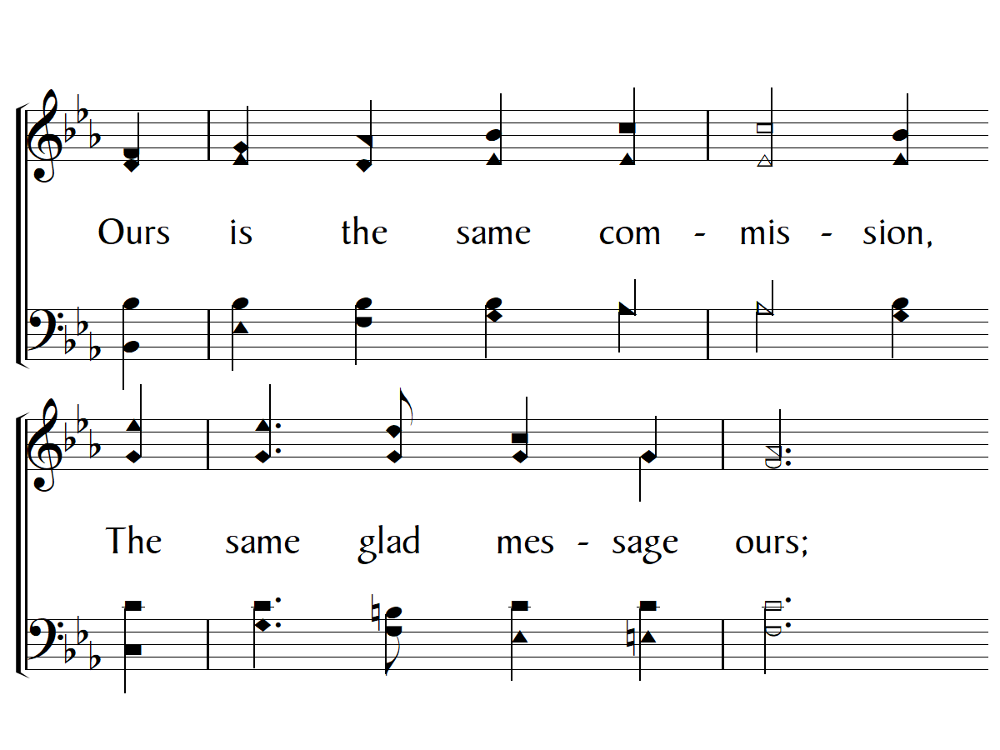 Ours is the same com - mis - sion,
The same glad mes - sage ours;